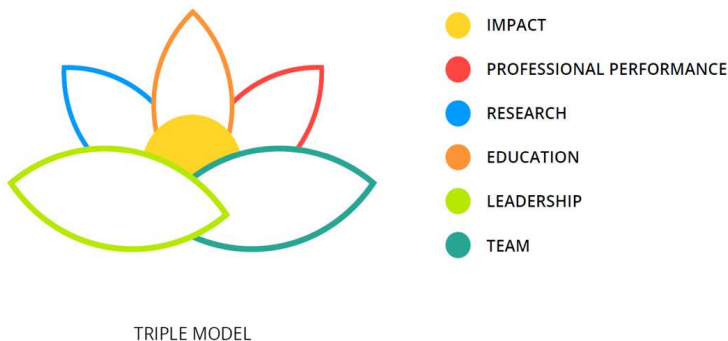 IMPACT
PROFESSIONAL PERFORMANCE
RESEARCH
EDUCATION
LEADERSHIP
TEAM
TRIPLE MODEL